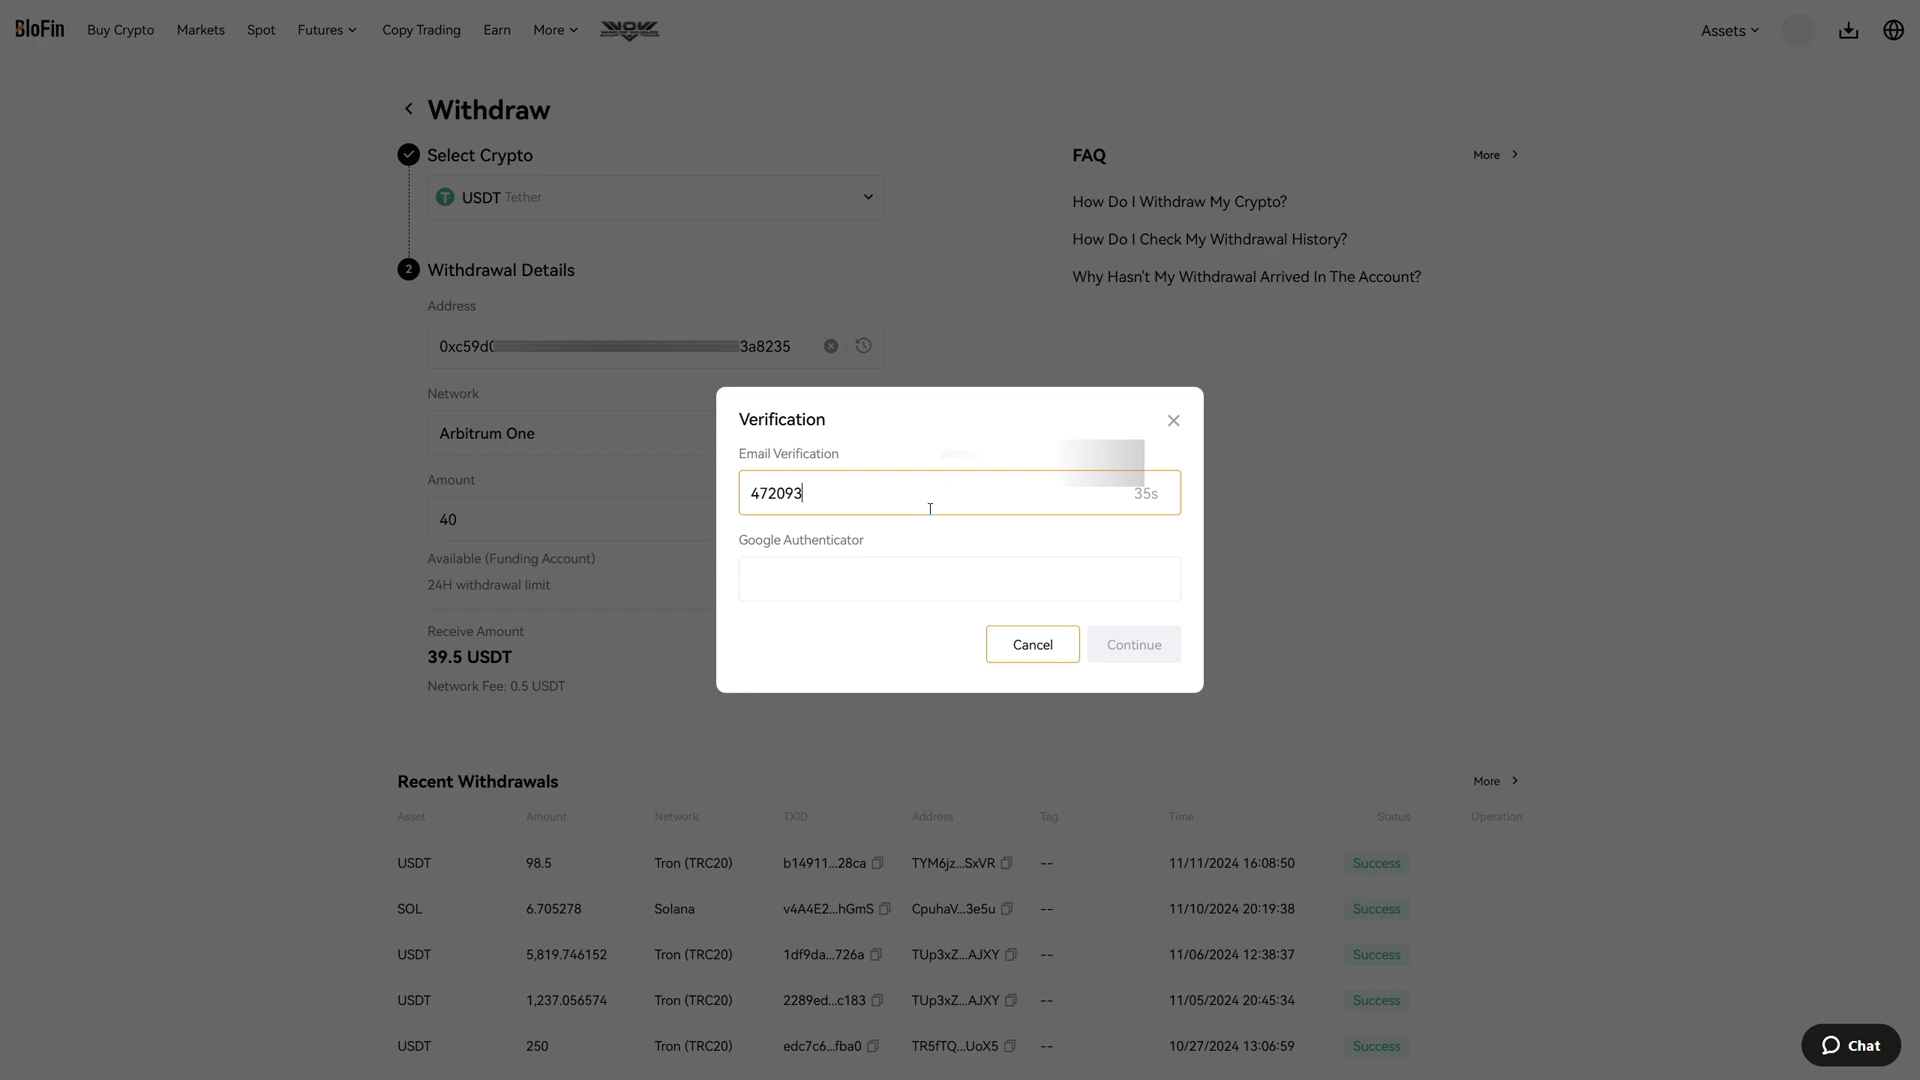 BloFin Buy Crypto Markets Spot Futures Copy Trading Earn More Assets
Withdraw
Select Crypto
USDT Tether
2 Withdrawal Details
Address
0xc59d 3a8235
Network
Arbitrum One
Amount
40
Available (Funding Account)
24H withdrawal limit
Receive Amount
39.5 USDT
Network Fee: 0.5 USDT
FAQ More
How Do I Withdraw My Crypto?
How Do I Check My Withdrawal History?
Why Hasn't My Withdrawal Arrived In The Account?
Verification
Email Verification
472093 35s
Google Authenticator
Cancel Continue
Recent Withdrawals More
Asset Amount Network TXID Address Tag Time Status Operation
USDT 98.5 Tron (TRC20) b14911...28ca TYM6jz...SxVR -- 11/11/2024 16:08:50 Success
SOL 6.705278 Solana v4A4E2...hGmS CpuhaV...3e5u -- 11/10/2024 20:19:38 Success
USDT 5,819.746152 Tron (TRC20) 1df9da...726a TUp3xZ...AJXY -- 11/06/2024 12:38:37 Success
USDT 1,237.056574 Tron (TRC20) 2289ed...c183 TUp3xZ...AJXY -- 11/05/2024 20:45:34 Success
USDT 250 Tron (TRC20) edc7c6...fba0 TR5fTQ...UoX5 -- 10/27/2024 13:06:59 Success
Chat